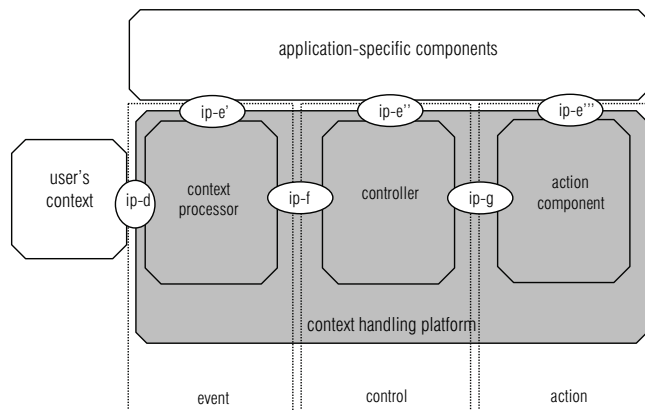 application-specific components
ip-e'
ip-e''
ip-e'''
user's
context
ip-d
context
processor
ip-f
controller
ip-g
action
component
context handling platform
event
control
action